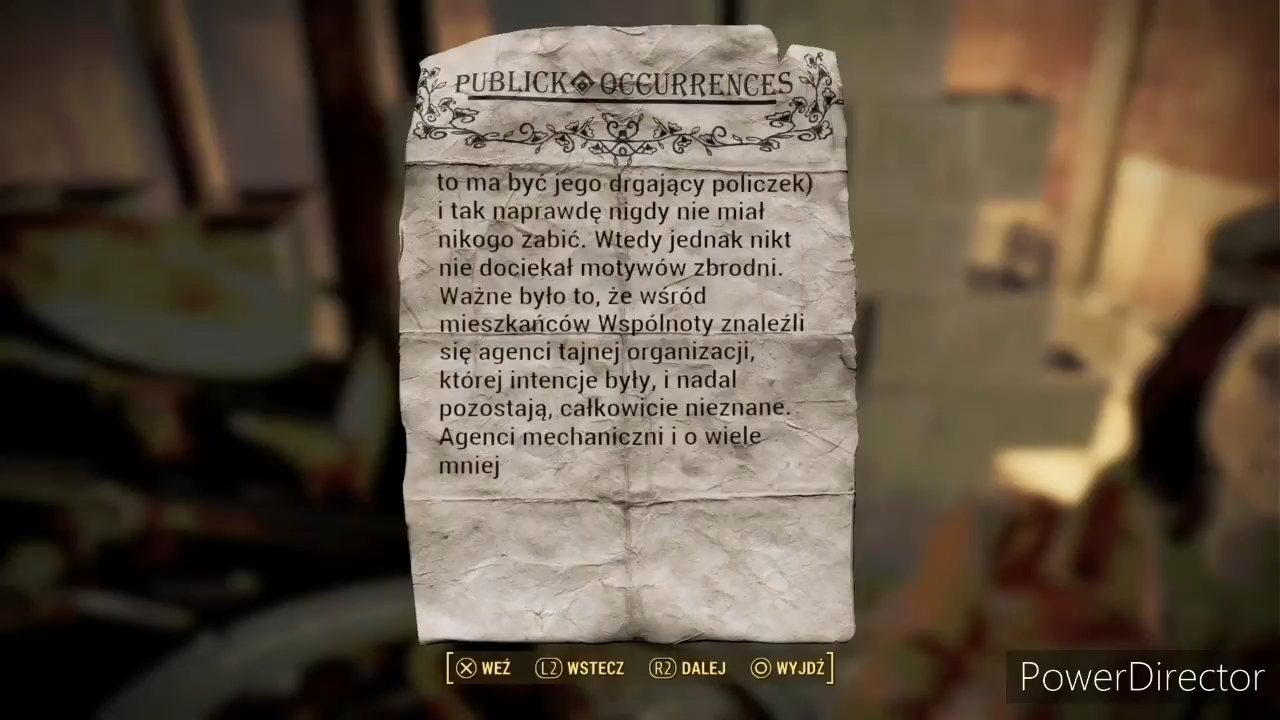 PUBLICK OCCURRENCES
to ma być jego drgający policzek)
i tak naprawdę nigdy nie miał
nikogo zabić. Wtedy jednak nikt
nie dociekał motywów zbrodni.
Ważne było to, że wsród
mieszkańców Wspólnoty znaleźli
się agenci tajnej organizacji,
której intencje były, i nadal
pozostają, całkowicie nieznane.
Agenci mechaniczni i o wiele
mniej
WEŹ L2 WSTECZ R2 DALEJ WYJDŹ
PowerDirector